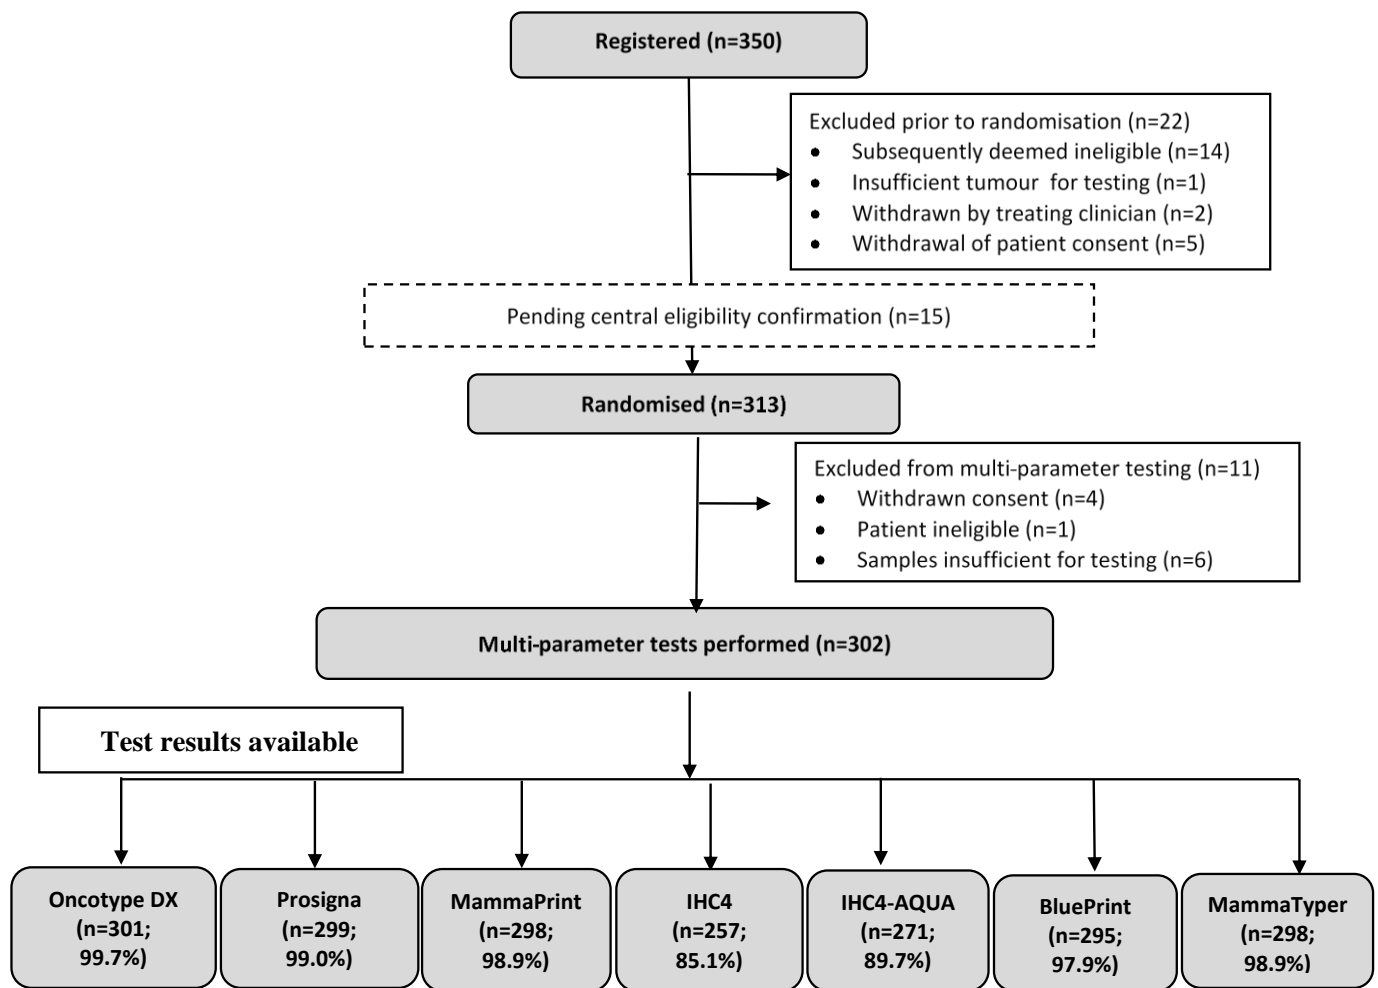 Registered (n=350)
Excluded prior to randomisation (n=22)
• Subsequently deemed ineligible (n=14)
• Insufficient tumour for testing (n=1)
• Withdrawn by treating clinician (n=2)
• Withdrawal of patient consent (n=5)
Pending central eligibility confirmation (n=15)
Randomised (n=313)
Excluded from multi-parameter testing (n=11)
• Withdrawn consent (n=4)
• Patient ineligible (n=1)
• Samples insufficient for testing (n=6)
Multi-parameter tests performed (n=302)
Test results available
Oncotype DX
(n=301;
99.7%)
Prosigna
(n=299;
99.0%)
MammaPrint
(n=298;
98.9%)
IHC4
(n=257;
85.1%)
IHC4-AQUA
(n=271;
89.7%)
BluePrint
(n=295;
97.9%)
MammaTyper
(n=298;
98.9%)